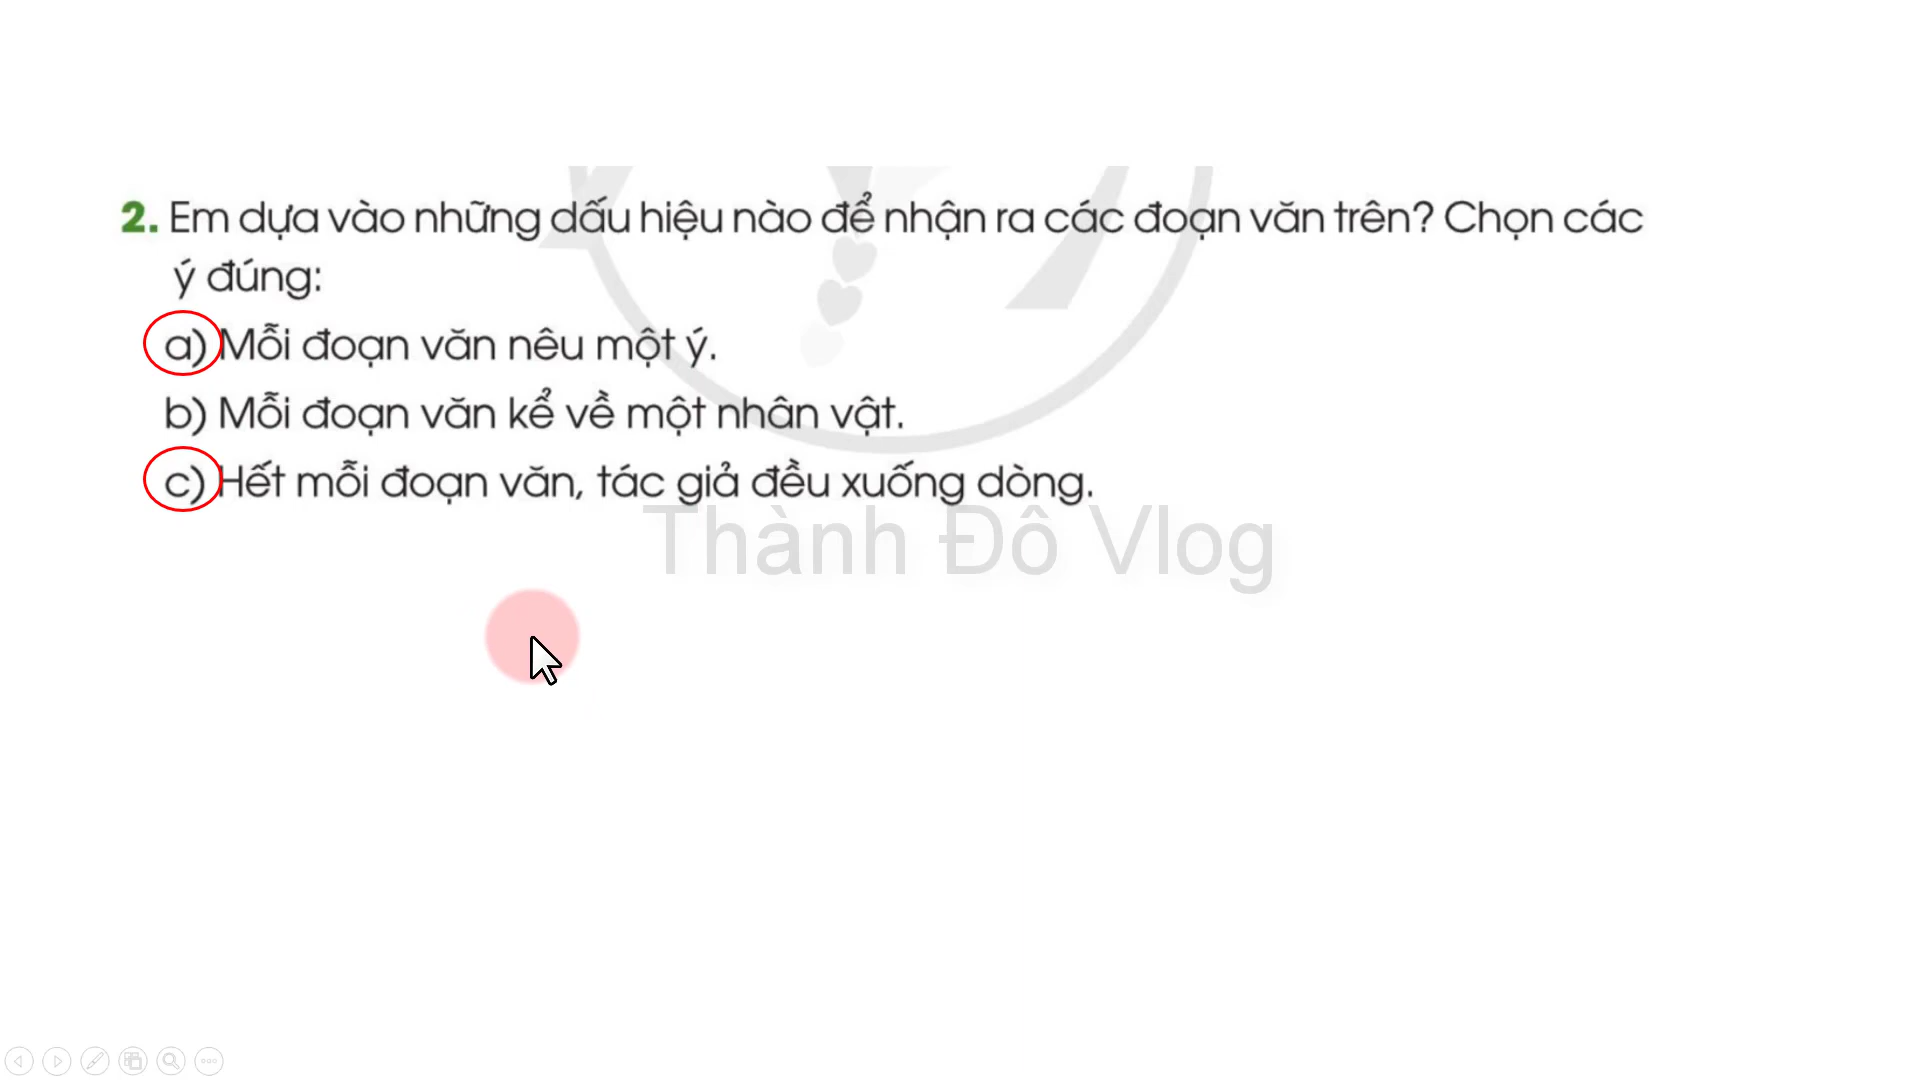 2. Em dựa vào những dấu hiệu nào để nhận ra các đoạn văn trên? Chọn các
ý đúng:
a) Mỗi đoạn văn nêu một ý.
b) Mỗi đoạn văn kể về một nhân vật.
c) Hết mỗi đoạn văn, tác giả đều xuống dòng.
Thành Đô Vlog